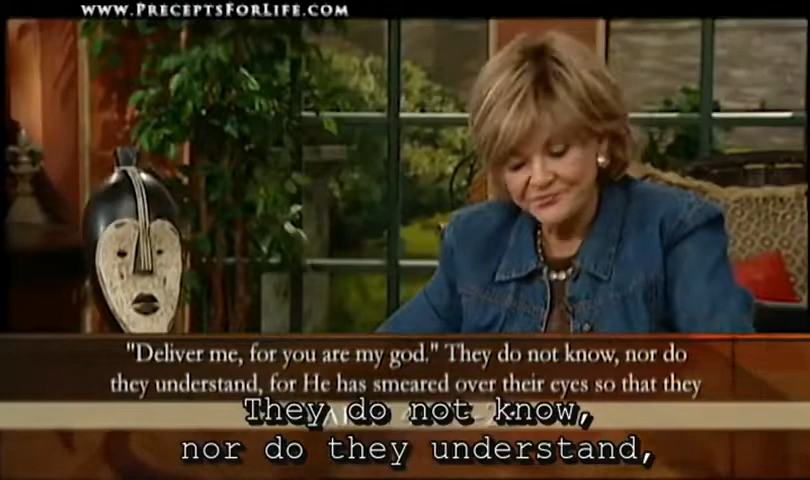 www.PreceptsForLife.com
"Deliver me, for you are my god." They do not know, nor do
they understand, for He has smeared over their eyes so that they
They do not know,
nor do they understand,